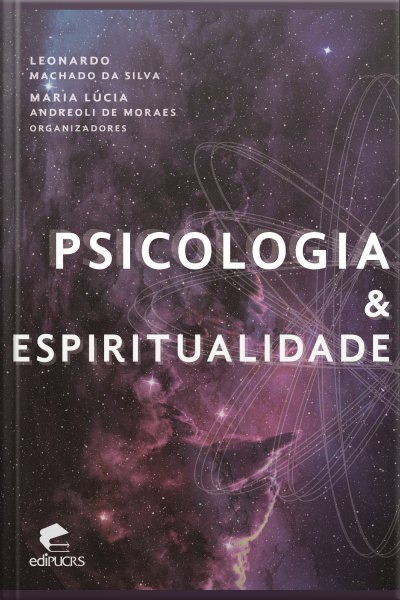 LEONARDO
MACHADO DA SILVA
MARIA LÚCIA
ANDREOLI DE MORAES
ORGANIZADORES
PSICOLOGIA
&
ESPIRITUALIDADE
ediPUCRS